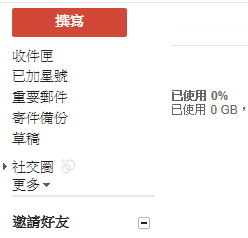 撰寫
收件匣
已加星號
重要郵件
寄件備份
草稿
社交圈
更多
邀請好友
已使用 0%
已使用 0 GB，